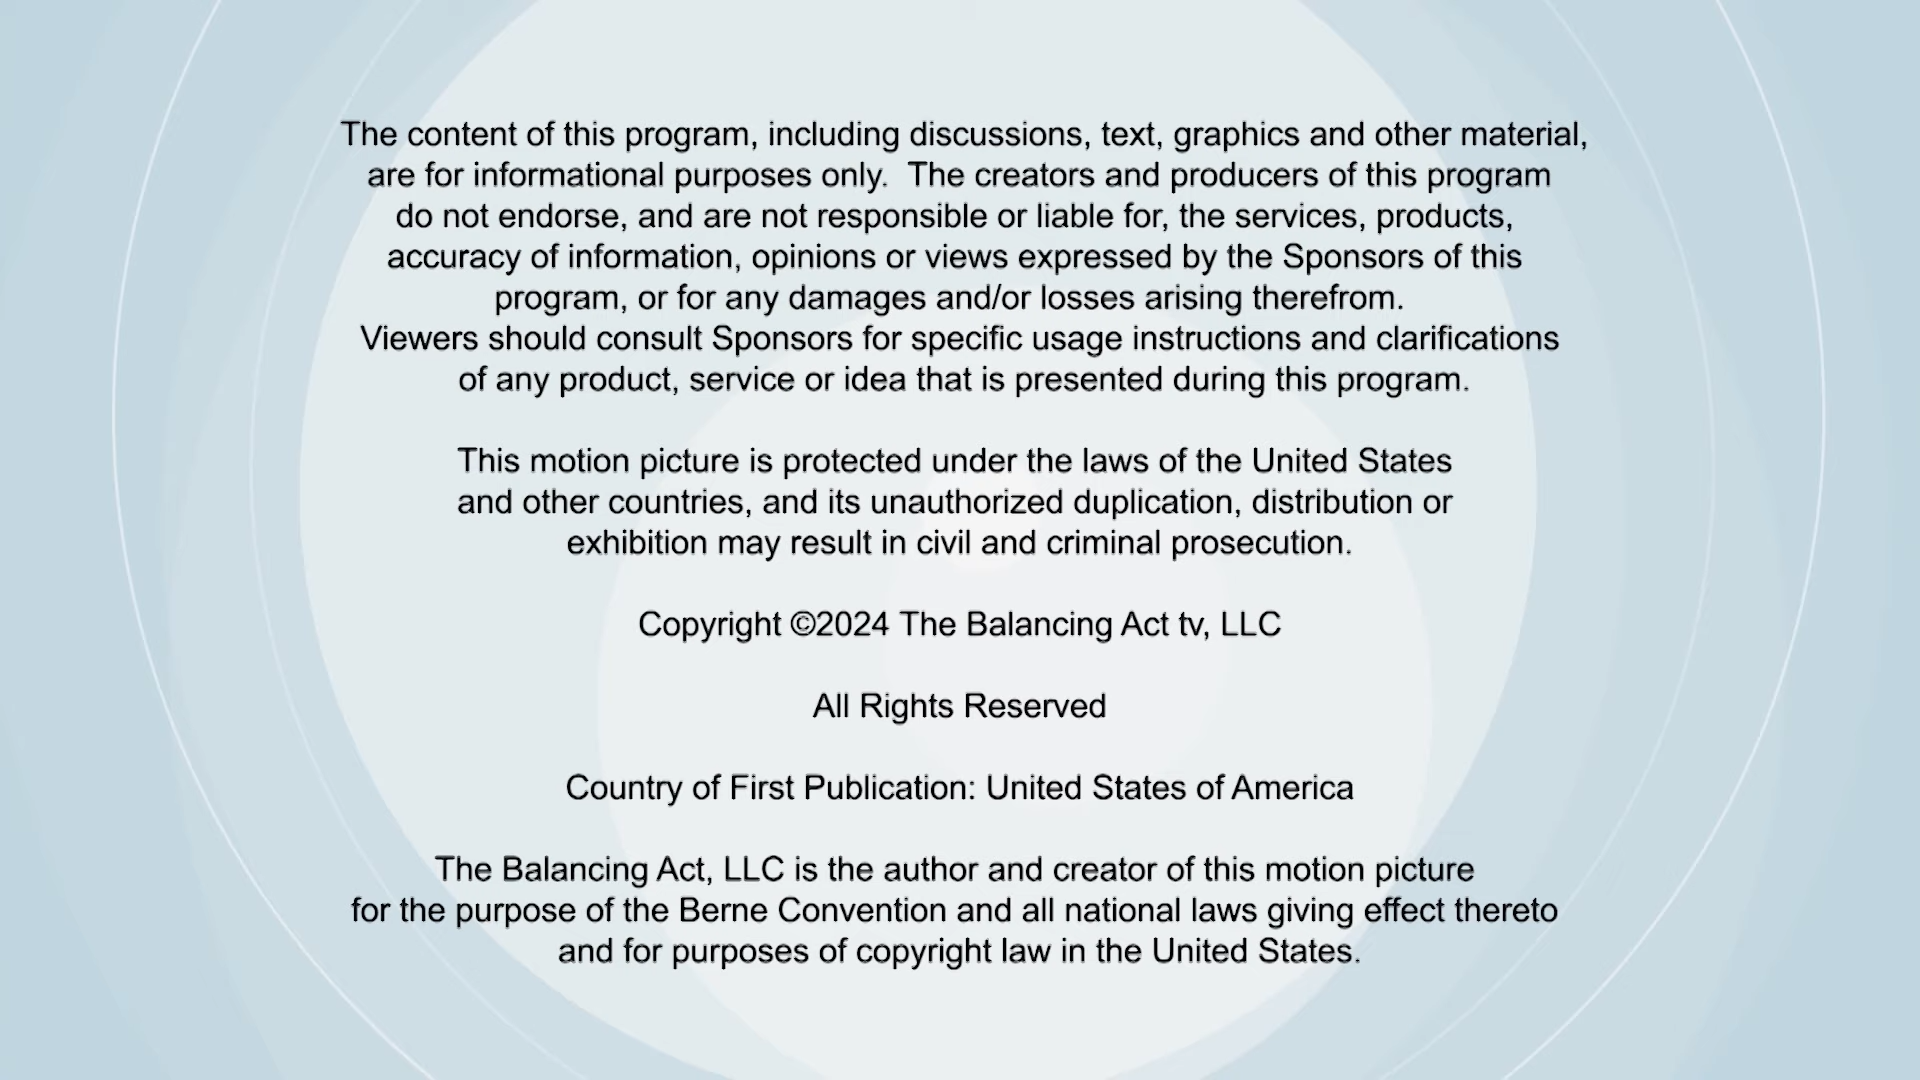 The content of this program, including discussions, text, graphics and other material,
are for informational purposes only.  The creators and producers of this program
do not endorse, and are not responsible or liable for, the services, products,
accuracy of information, opinions or views expressed by the Sponsors of this
program, or for any damages and/or losses arising therefrom.
Viewers should consult Sponsors for specific usage instructions and clarifications
of any product, service or idea that is presented during this program.
This motion picture is protected under the laws of the United States
and other countries, and its unauthorized duplication, distribution or
exhibition may result in civil and criminal prosecution.
Copyright ©2024 The Balancing Act tv, LLC
All Rights Reserved
Country of First Publication: United States of America
The Balancing Act, LLC is the author and creator of this motion picture
for the purpose of the Berne Convention and all national laws giving effect thereto
and for purposes of copyright law in the United States.